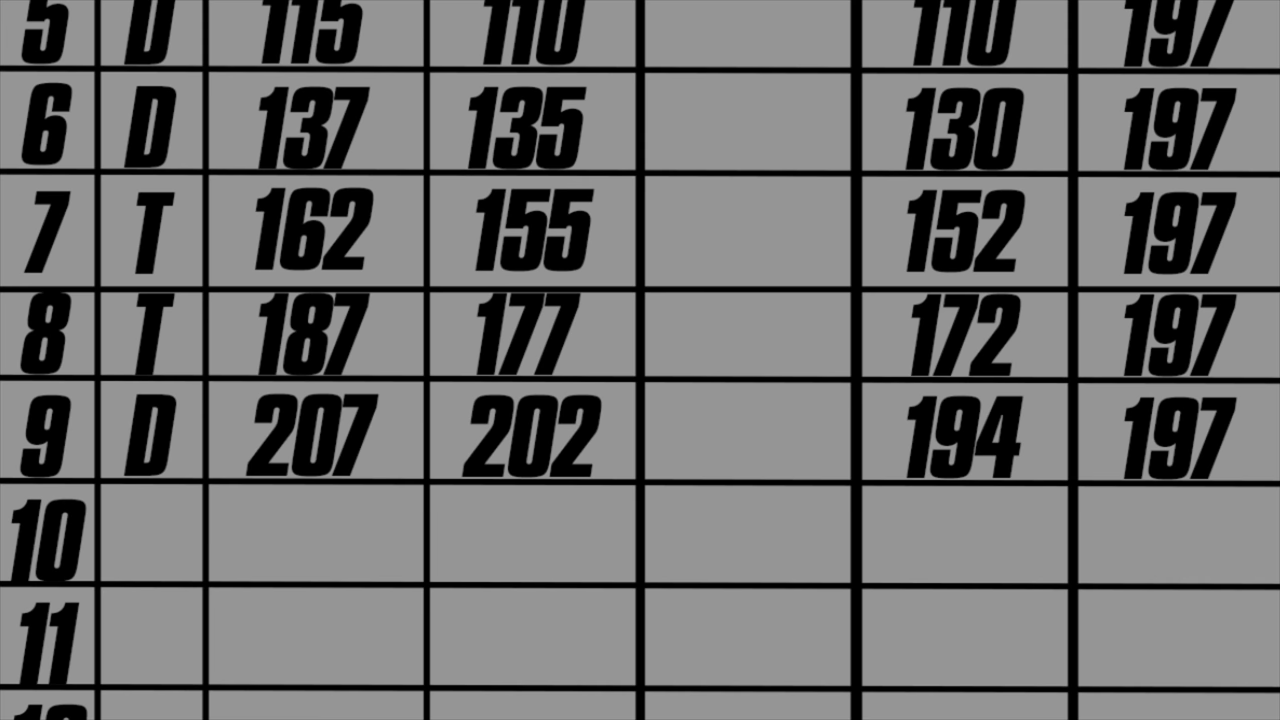 5 D 115 110 110 197
6 D 137 135 130 197
7 T 162 155 152 197
8 T 187 177 172 197
9 D 207 202 194 197
10
11